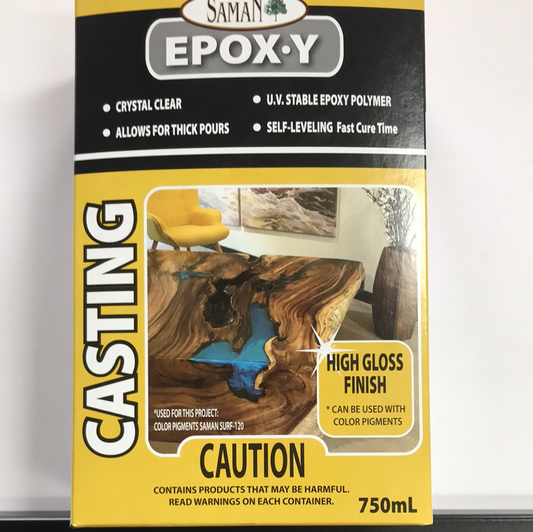 SAMAN
EPOX•Y
• CRYSTAL CLEAR
• ALLOWS FOR THICK POURS
• U.V. STABLE EPOXY POLYMER
• SELF-LEVELING Fast Cure Time
CASTING
HIGH GLOSS
FINISH
* CAN BE USED WITH
COLOR PIGMENTS
*USED FOR THIS PROJECT:
COLOR PIGMENTS SAMAN SURF-120
CAUTION
CONTAINS PRODUCTS THAT MAY BE HARMFUL.
READ WARNINGS ON EACH CONTAINER.
750mL